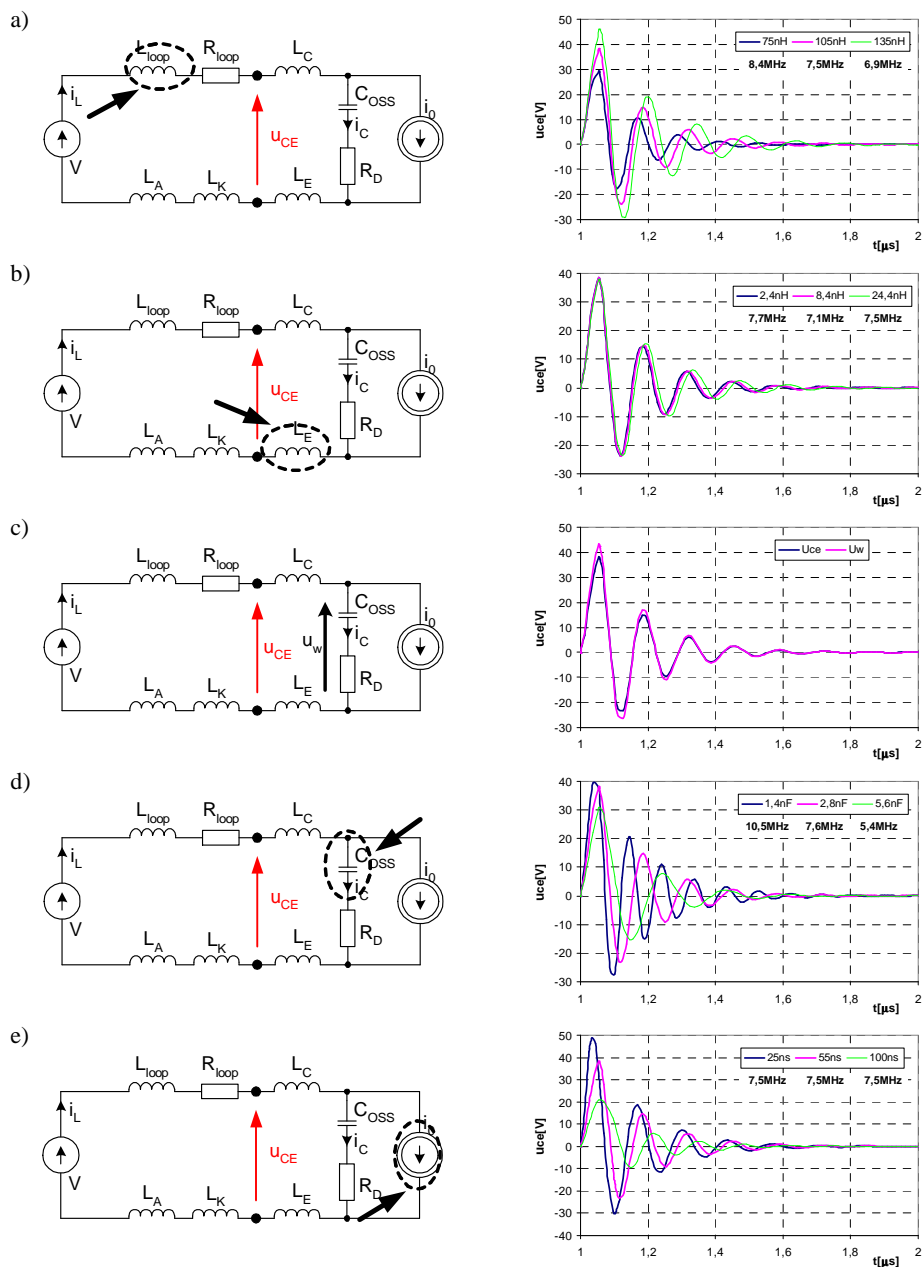 a)
L_loop R_loop L_C
i_L C_OSS i_0
u_CE i_C
V R_D
L_A L_K L_E
uce[V]
50
40
30
20
10
0
-10
-20
-30
75nH 105nH 135nH
8,4MHz 7,5MHz 6,9MHz
1 1,2 1,4 1,6 1,8 2
t[μs]
b)
L_loop R_loop L_C
i_L C_OSS i_0
u_CE i_C
V R_D
L_A L_K L_E
uce[V]
40
30
20
10
0
-10
-20
-30
2,4nH 8,4nH 24,4nH
7,7MHz 7,1MHz 7,5MHz
1 1,2 1,4 1,6 1,8 2
t[μs]
c)
L_loop R_loop L_C
i_L C_OSS i_0
u_CE u_w i_C
V R_D
L_A L_K L_E
uce[V]
50
40
30
20
10
0
-10
-20
-30
Uce Uw
1 1,2 1,4 1,6 1,8 2
t[μs]
d)
L_loop R_loop L_C
i_L C_OSS i_0
u_CE i_C
V R_D
L_A L_K L_E
uce[V]
40
30
20
10
0
-10
-20
-30
1,4nF 2,8nF 5,6nF
10,5MHz 7,6MHz 5,4MHz
1 1,2 1,4 1,6 1,8 2
t[μs]
e)
L_loop R_loop L_C
i_L C_OSS i_0
u_CE i_C
V R_D
L_A L_K L_E
uce[V]
50
40
30
20
10
0
-10
-20
-30
-40
25ns 55ns 100ns
7,5MHz 7,5MHz 7,5MHz
1 1,2 1,4 1,6 1,8 2
t[μs]